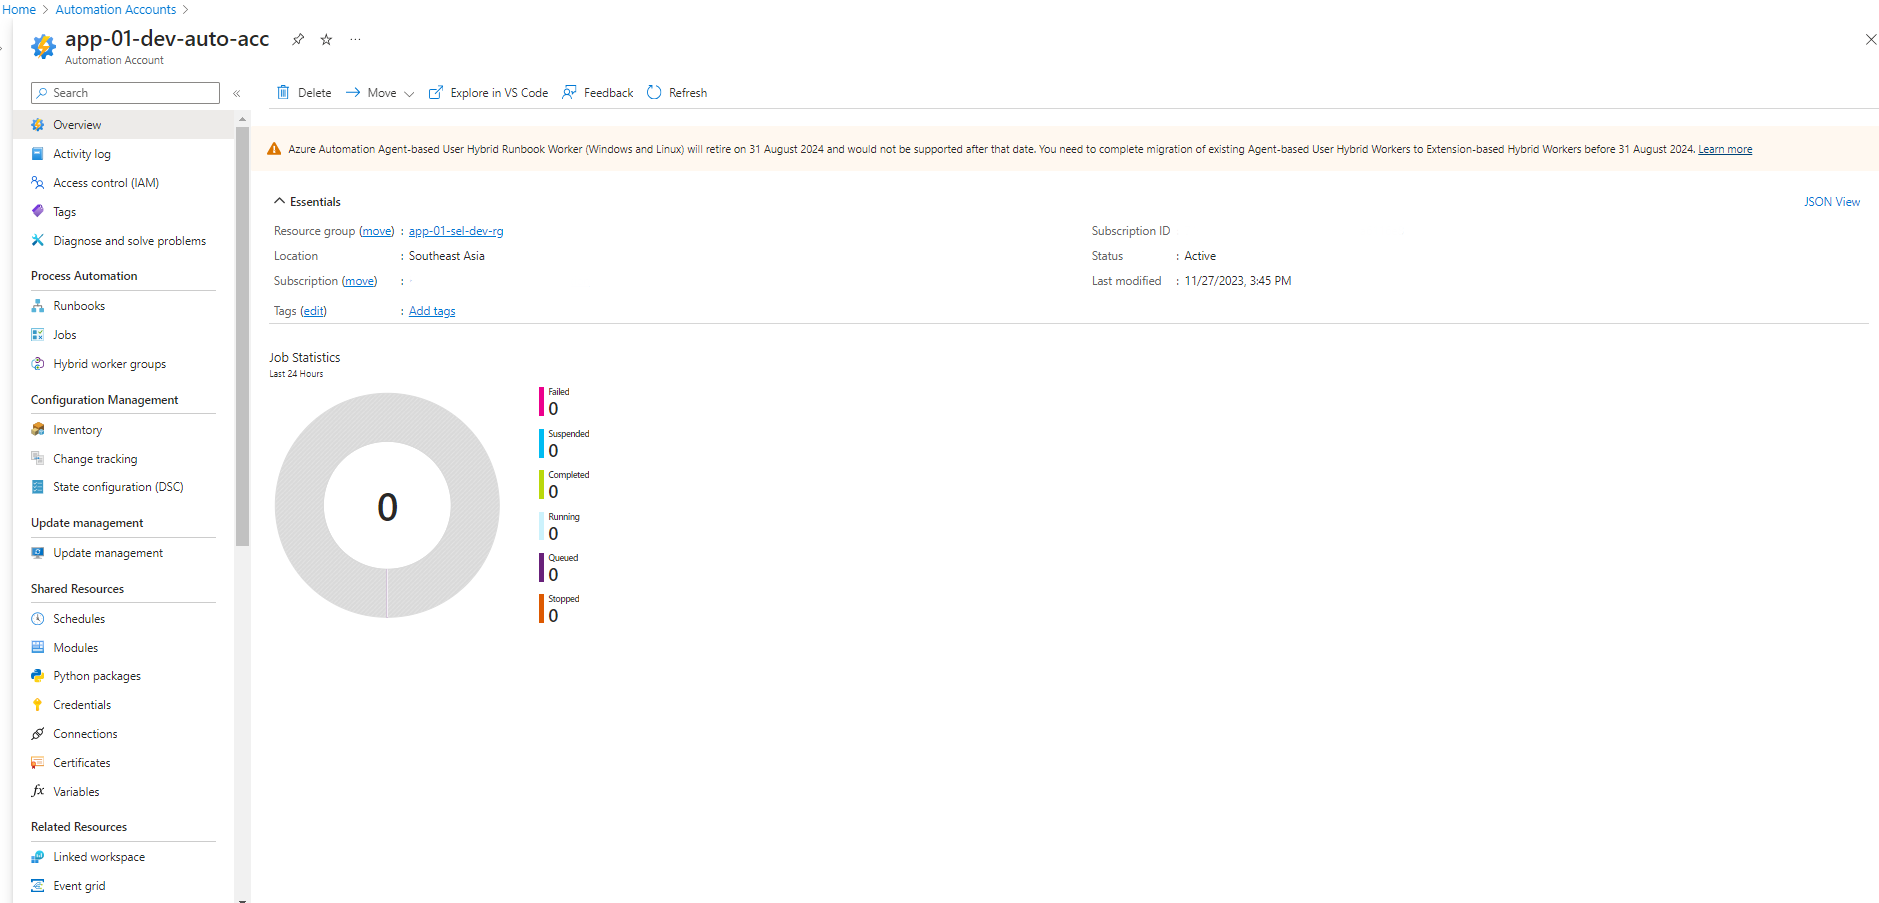 Home > Automation Accounts >
app-01-dev-auto-acc
Automation Account
Search
Delete Move Explore in VS Code Feedback Refresh
Overview
Activity log
Access control (IAM)
Tags
Diagnose and solve problems
Process Automation
Runbooks
Jobs
Hybrid worker groups
Configuration Management
Inventory
Change tracking
State configuration (DSC)
Update management
Update management
Shared Resources
Schedules
Modules
Python packages
Credentials
Connections
Certificates
Variables
Related Resources
Linked workspace
Event grid
Azure Automation Agent-based User Hybrid Runbook Worker (Windows and Linux) will retire on 31 August 2024 and would not be supported after that date. You need to complete migration of existing Agent-based User Hybrid Workers to Extension-based Hybrid Workers before 31 August 2024. Learn more
Essentials
JSON View
Resource group (move) : app-01-sel-dev-rg
Location : Southeast Asia
Subscription (move) :
Tags (edit) : Add tags
Subscription ID
Status : Active
Last modified : 11/27/2023, 3:45 PM
Job Statistics
Last 24 Hours
0
Failed
0
Suspended
0
Completed
0
Running
0
Queued
0
Stopped
0